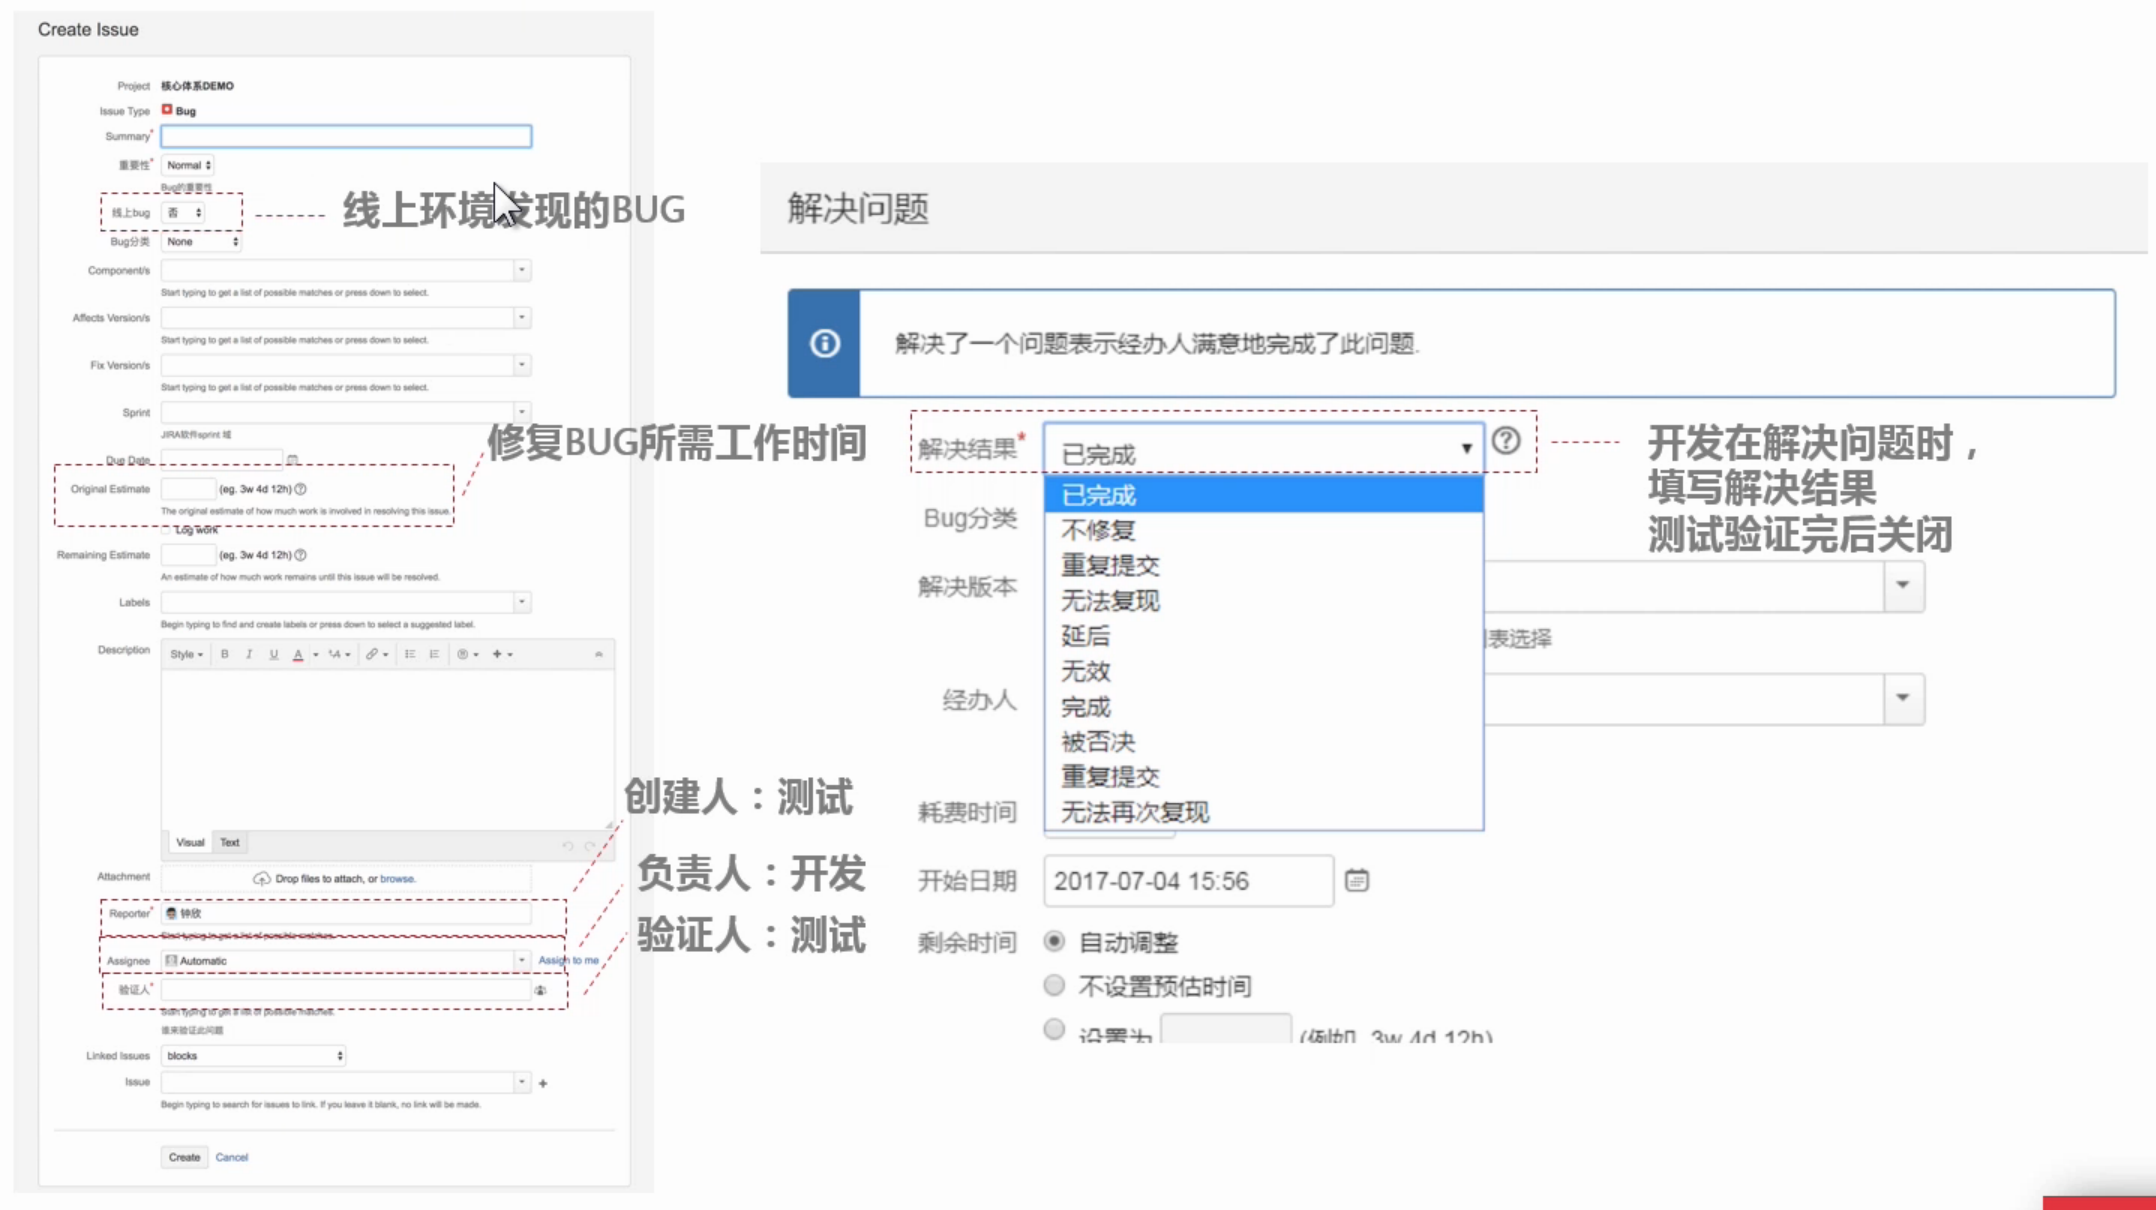 Create Issue
Project 核心体系DEMO
Issue Type Bug
Summary*
重要性* Normal
Bug的重要性
线上bug 否
线上环境发现的BUG
Bug分类 None
Component/s
Start typing to get a list of possible matches or press down to select.
Affects Version/s
Start typing to get a list of possible matches or press down to select.
Fix Version/s
Start typing to get a list of possible matches or press down to select.
Sprint
JIRA软件sprint 域
修复BUG所需工作时间
Due Date
Original Estimate (eg. 3w 4d 12h)
The original estimate of how much work is involved in resolving this issue.
Log work
Remaining Estimate (eg. 3w 4d 12h)
An estimate of how much work remains until this issue will be resolved.
Labels
Begin typing to find and create labels or press down to select a suggested label.
Description Style B I U A
Visual Text
创建人：测试
Attachment Drop files to attach, or browse.
负责人：开发
Reporter* 钟欣
Start typing to get a list of possible matches.
验证人：测试
Assignee Automatic Assign to me
验证人*
Start typing to get a list of possible matches.
谁来验证此问题
Linked Issues blocks
Issue
Begin typing to search for issues to link. If you leave it blank, no link will be made.
Create Cancel
解决问题
解决了一个问题表示经办人满意地完成了此问题.
解决结果* 已完成
已完成
不修复
重复提交
无法复现
延后
无效
完成
被否决
重复提交
无法再次复现
开发在解决问题时，
填写解决结果
测试验证完后关闭
Bug分类
解决版本
表选择
经办人
耗费时间
开始日期 2017-07-04 15:56
剩余时间 自动调整
不设置预估时间
设置为 (例如 3w 4d 12h)